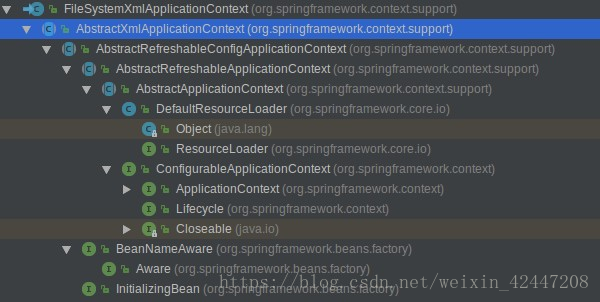 FileSystemXmlApplicationContext (org.springframework.context.support)
AbstractXmlApplicationContext (org.springframework.context.support)
AbstractRefreshableConfigApplicationContext (org.springframework.context.support)
AbstractRefreshableApplicationContext (org.springframework.context.support)
AbstractApplicationContext (org.springframework.context.support)
DefaultResourceLoader (org.springframework.core.io)
Object (java.lang)
ResourceLoader (org.springframework.core.io)
ConfigurableApplicationContext (org.springframework.context)
ApplicationContext (org.springframework.context)
Lifecycle (org.springframework.context)
Closeable (java.io)
BeanNameAware (org.springframework.beans.factory)
Aware (org.springframework.beans.factory)
InitializingBean (org.springframework.beans.factory)
https://blog.csdn.net/weixin_42447208